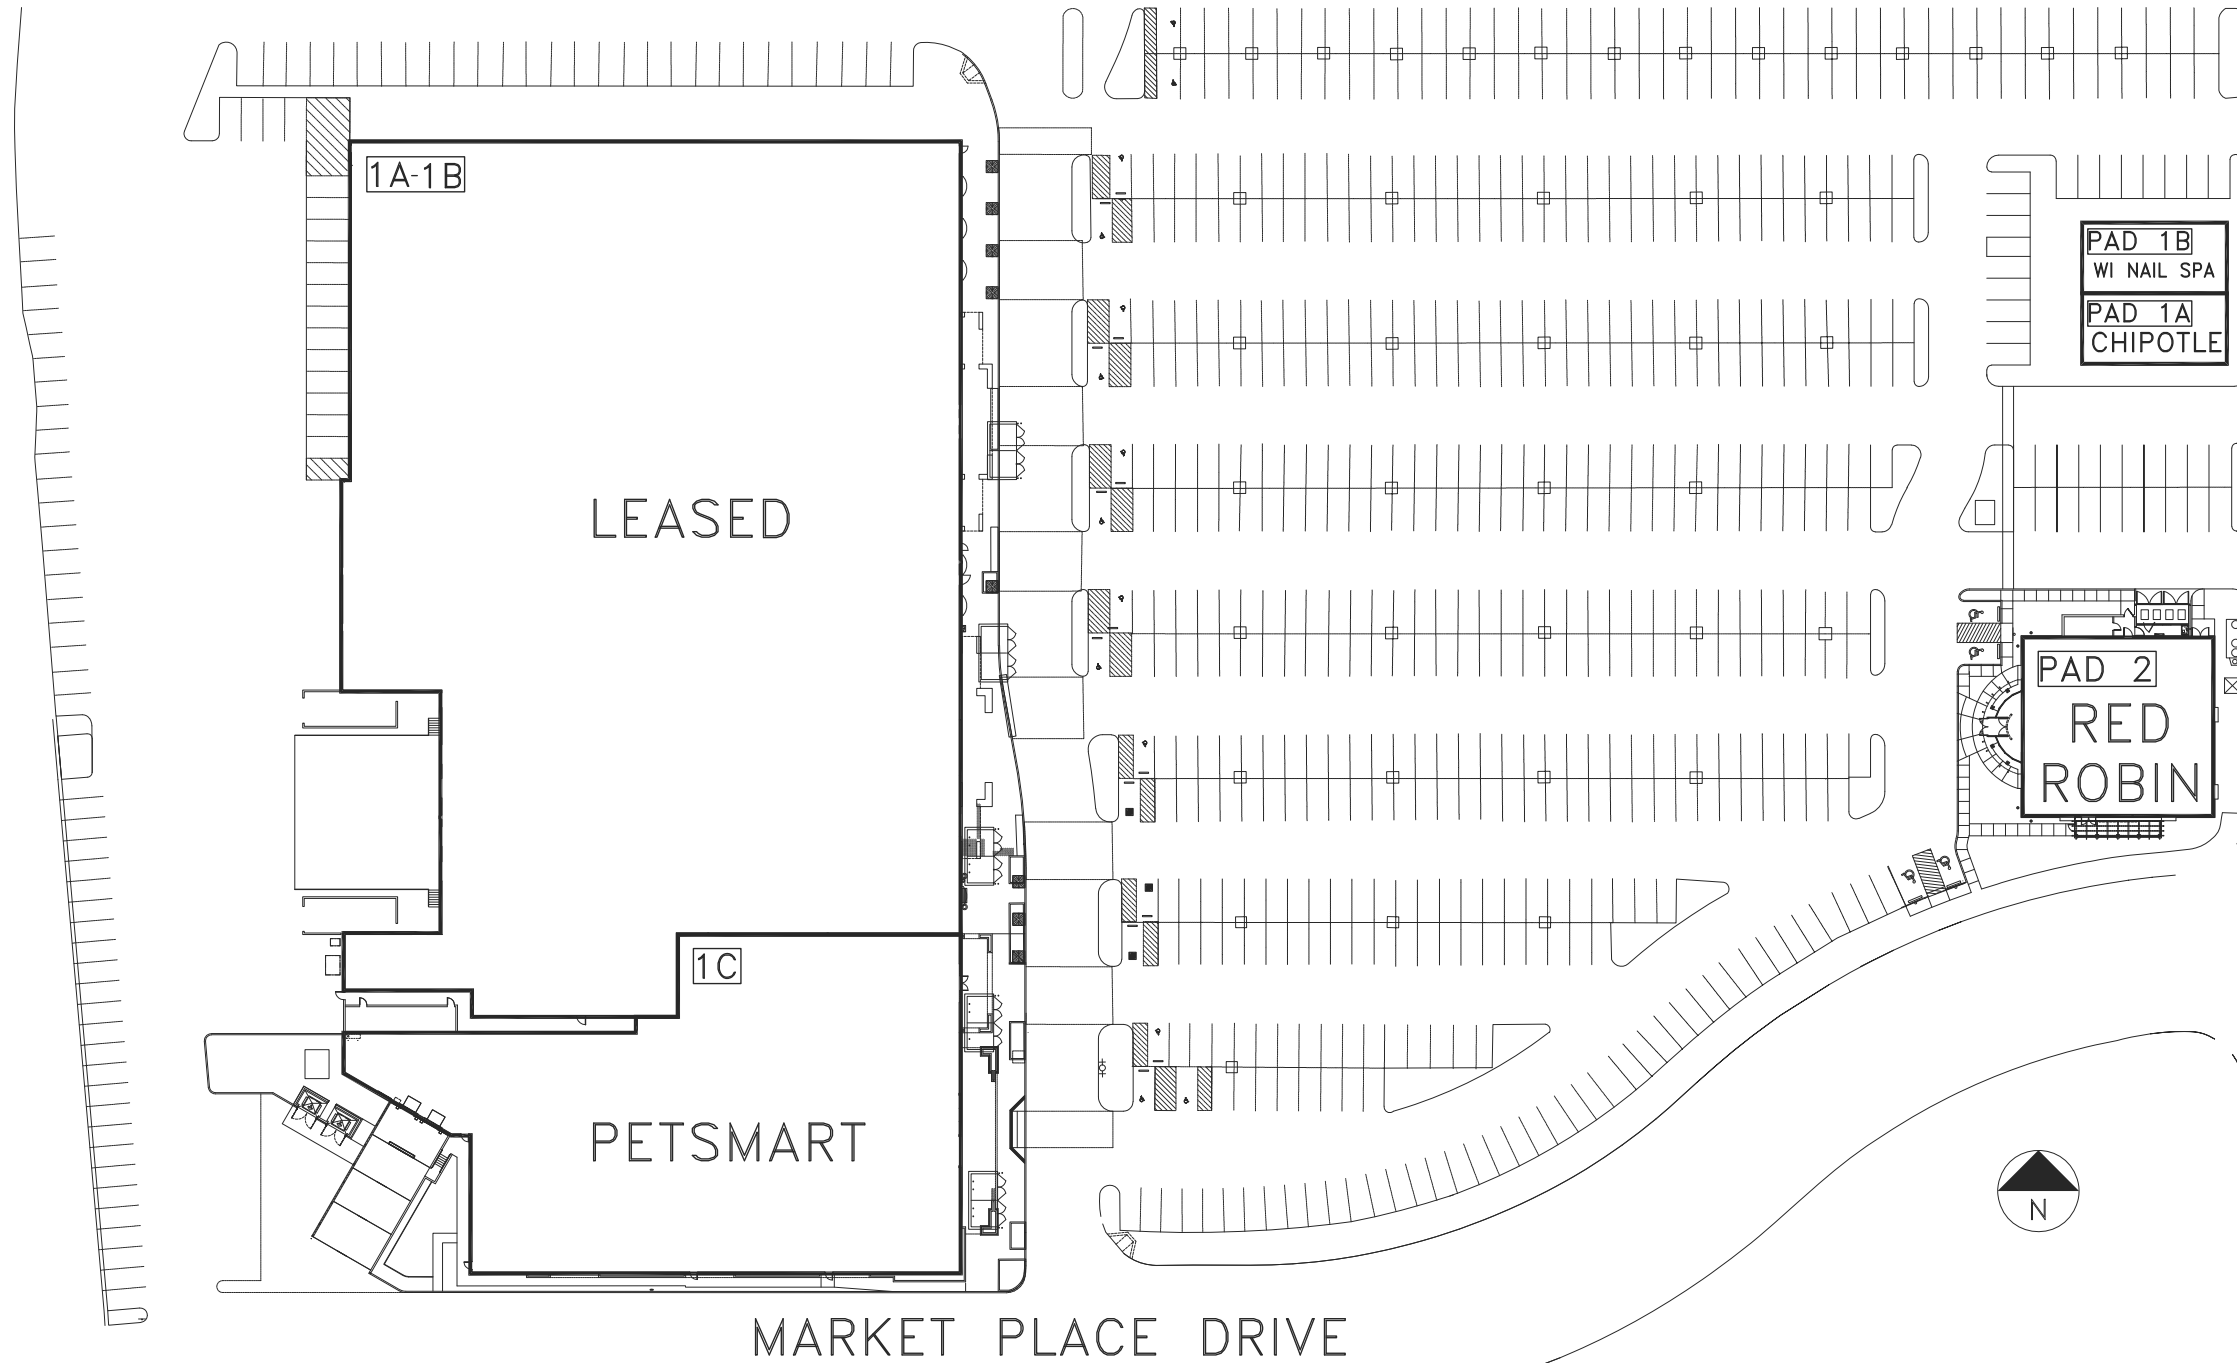 1A-1B
LEASED
1C
PETSMART
PAD 1B
WI NAIL SPA
PAD 1A
CHIPOTLE
PAD 2
RED
ROBIN
N
MARKET PLACE DRIVE